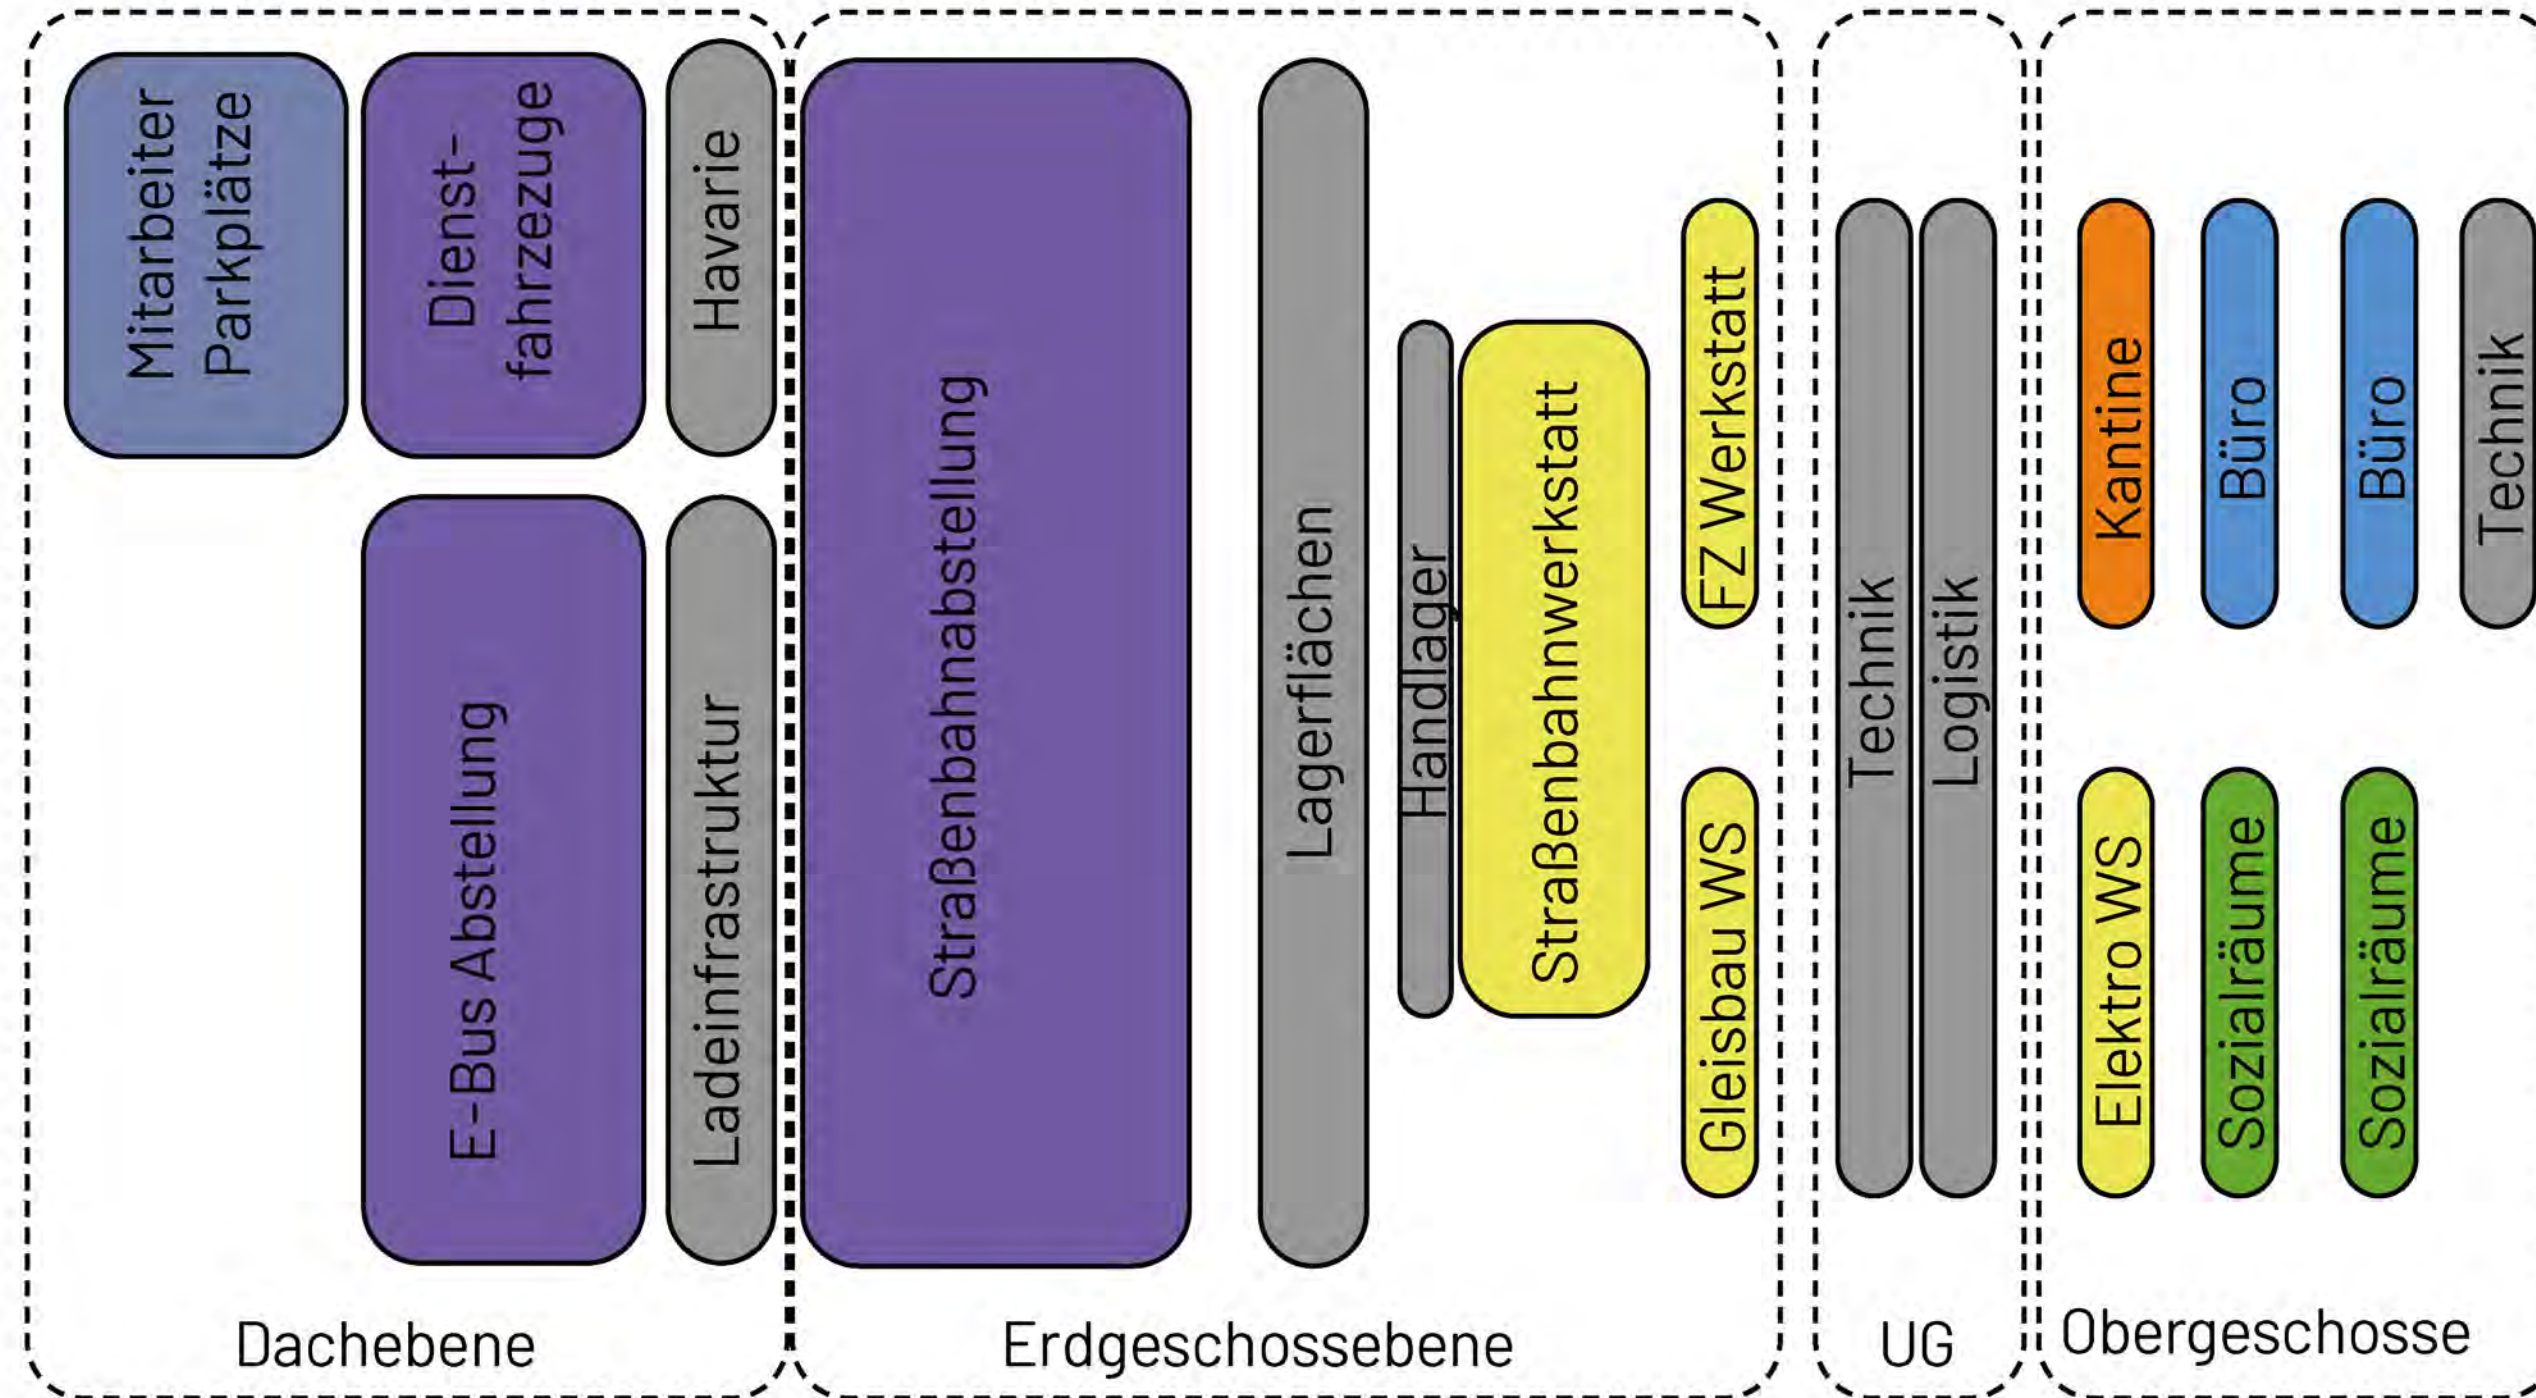 Mitarbeiter
Parkplätze
Dienst-
fahrzezuge
Havarie
E-Bus Abstellung
Ladeinfrastruktur
Dachebene
Straßenbahnabstellung
Lagerflächen
Handlager
Straßenbahnwerkstatt
FZ Werkstatt
Gleisbau WS
Erdgeschossebene
Technik
Logistik
UG
Kantine
Büro
Büro
Technik
Elektro WS
Sozialräume
Sozialräume
Obergeschosse